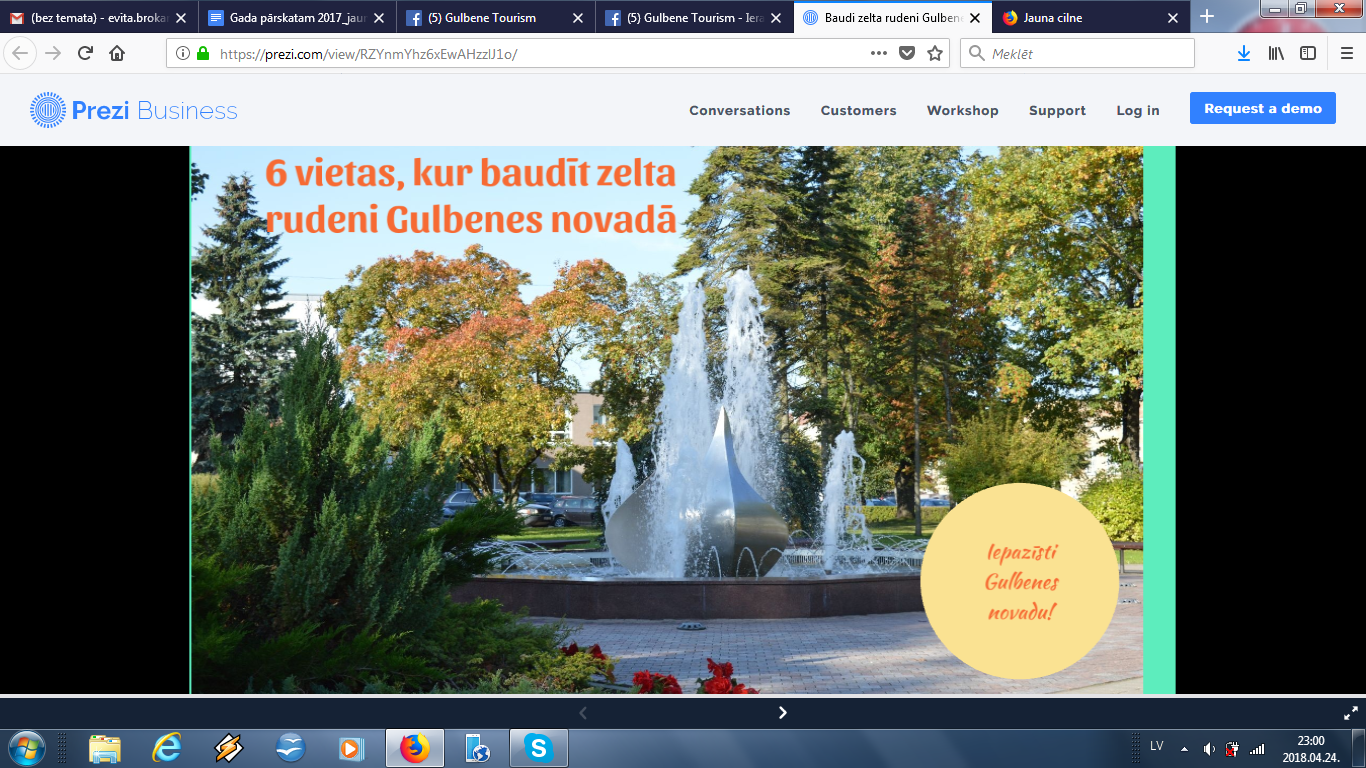 (bez temata) - evita.broka
Gada pārskatam 2017_jau
(5) Gulbene Tourism
(5) Gulbene Tourism - Iera
Baudi zelta rudeni Gulben
Jauna cilne
https://prezi.com/view/RZYnmYhz6xEwAHzzlJ1o/
Meklēt
Prezi Business
Conversations
Customers
Workshop
Support
Log in
Request a demo
6 vietas, kur baudīt zelta
rudeni Gulbenes novadā
Iepazīsti
Gulbenes
novadu!
LV
23:00
2018.04.24.